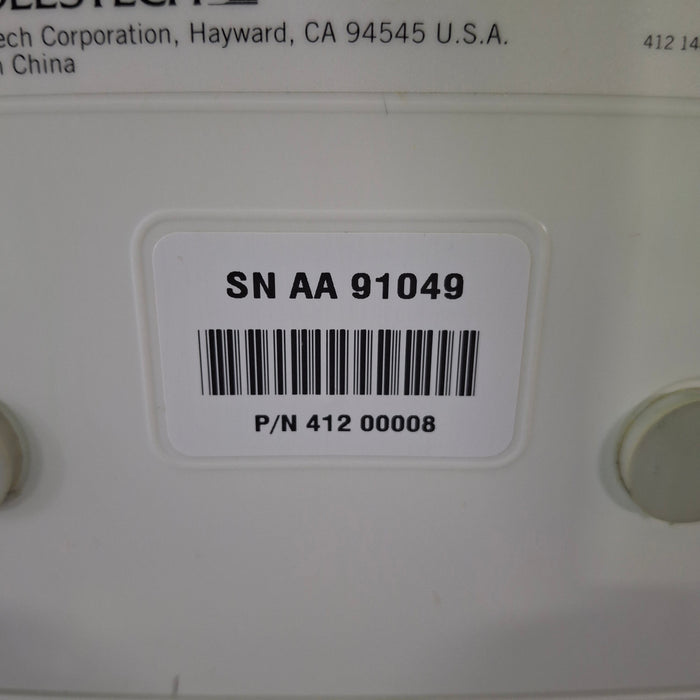 ech Corporation, Hayward, CA 94545 U.S.A.
412 14
China
SN AA 91049
P/N 412 00008